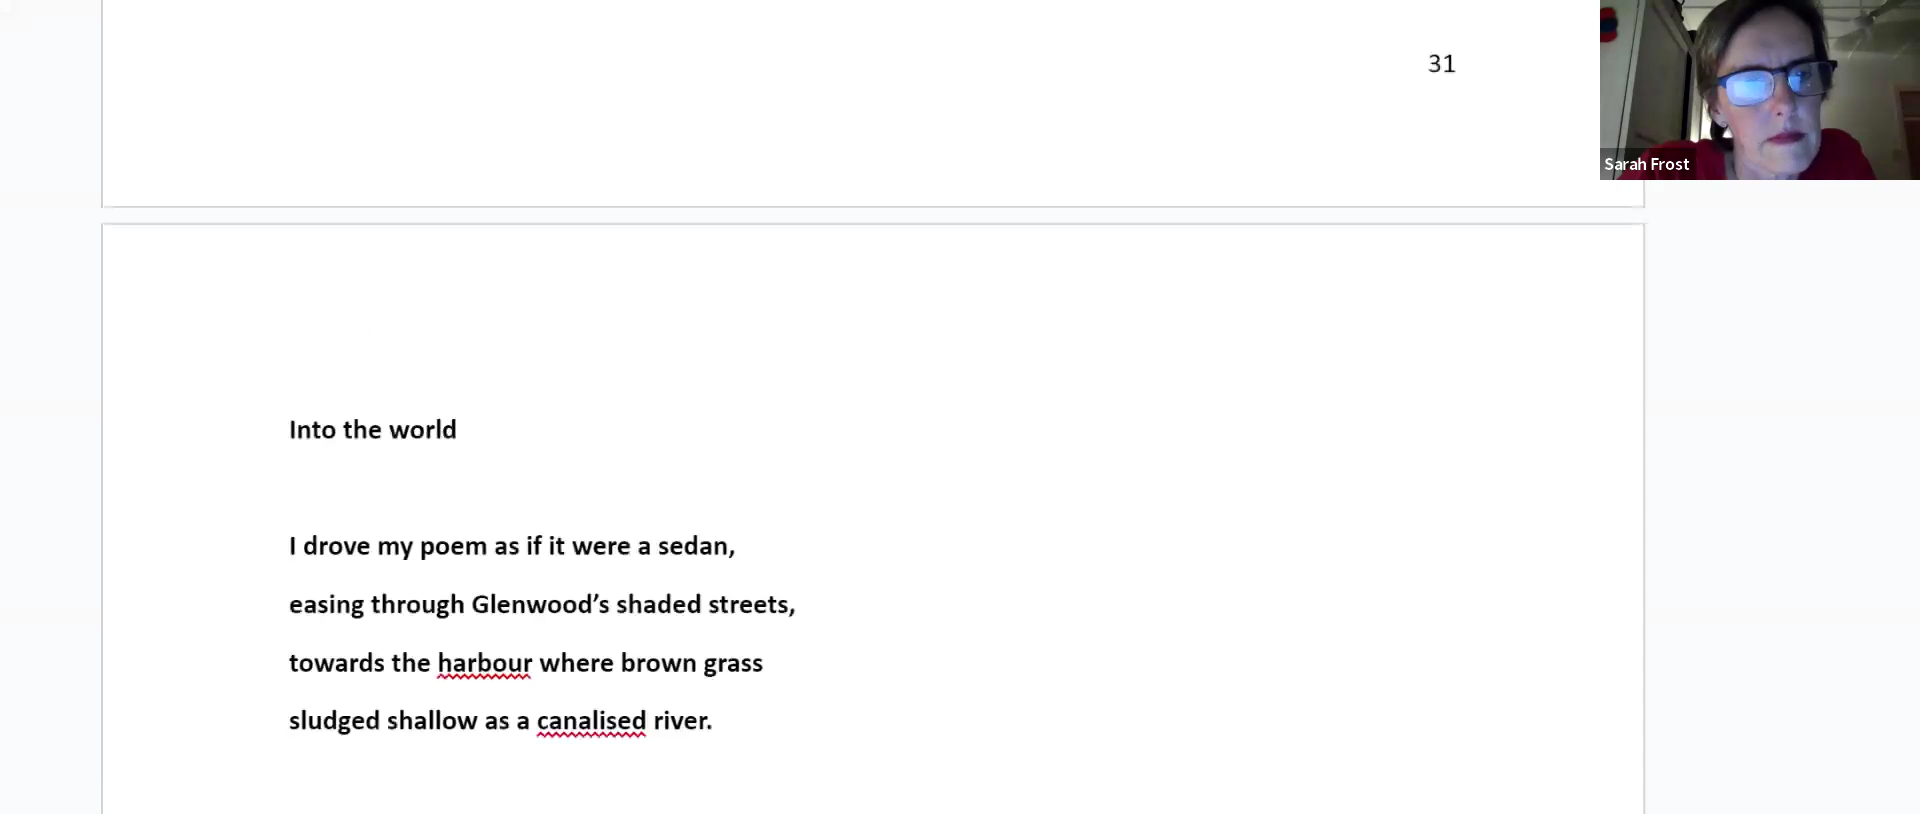 31
Sarah Frost
Into the world
I drove my poem as if it were a sedan,
easing through Glenwood’s shaded streets,
towards the harbour where brown grass
sludged shallow as a canalised river.